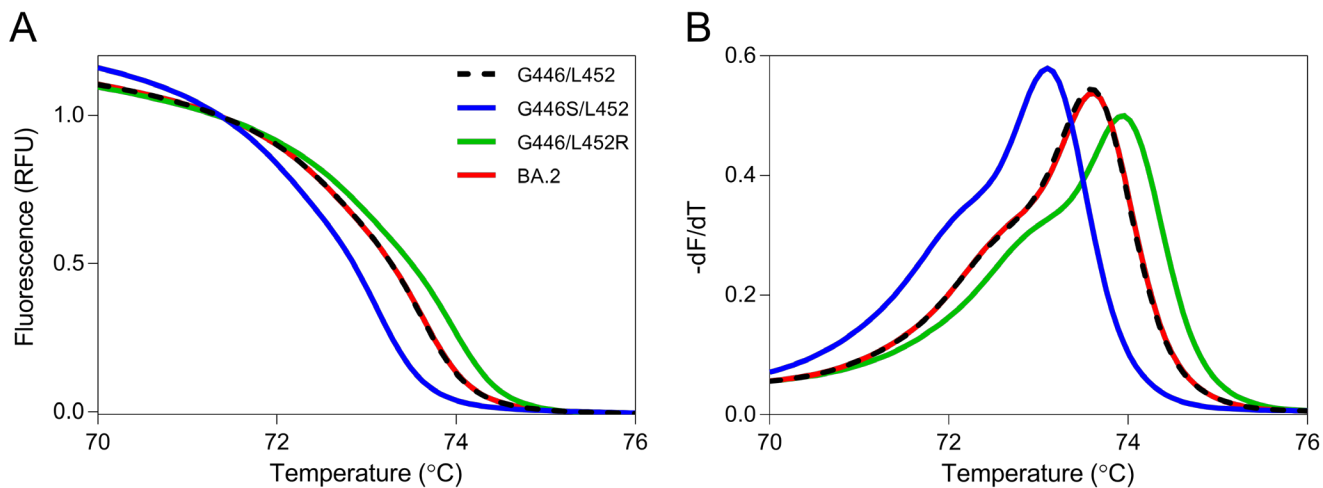 A
Fluorescence (RFU)
1.0
0.5
0.0
70
72
74
76
Temperature (°C)
G446/L452
G446S/L452
G446/L452R
BA.2
B
-dF/dT
0.6
0.4
0.2
0.0
70
72
74
76
Temperature (°C)